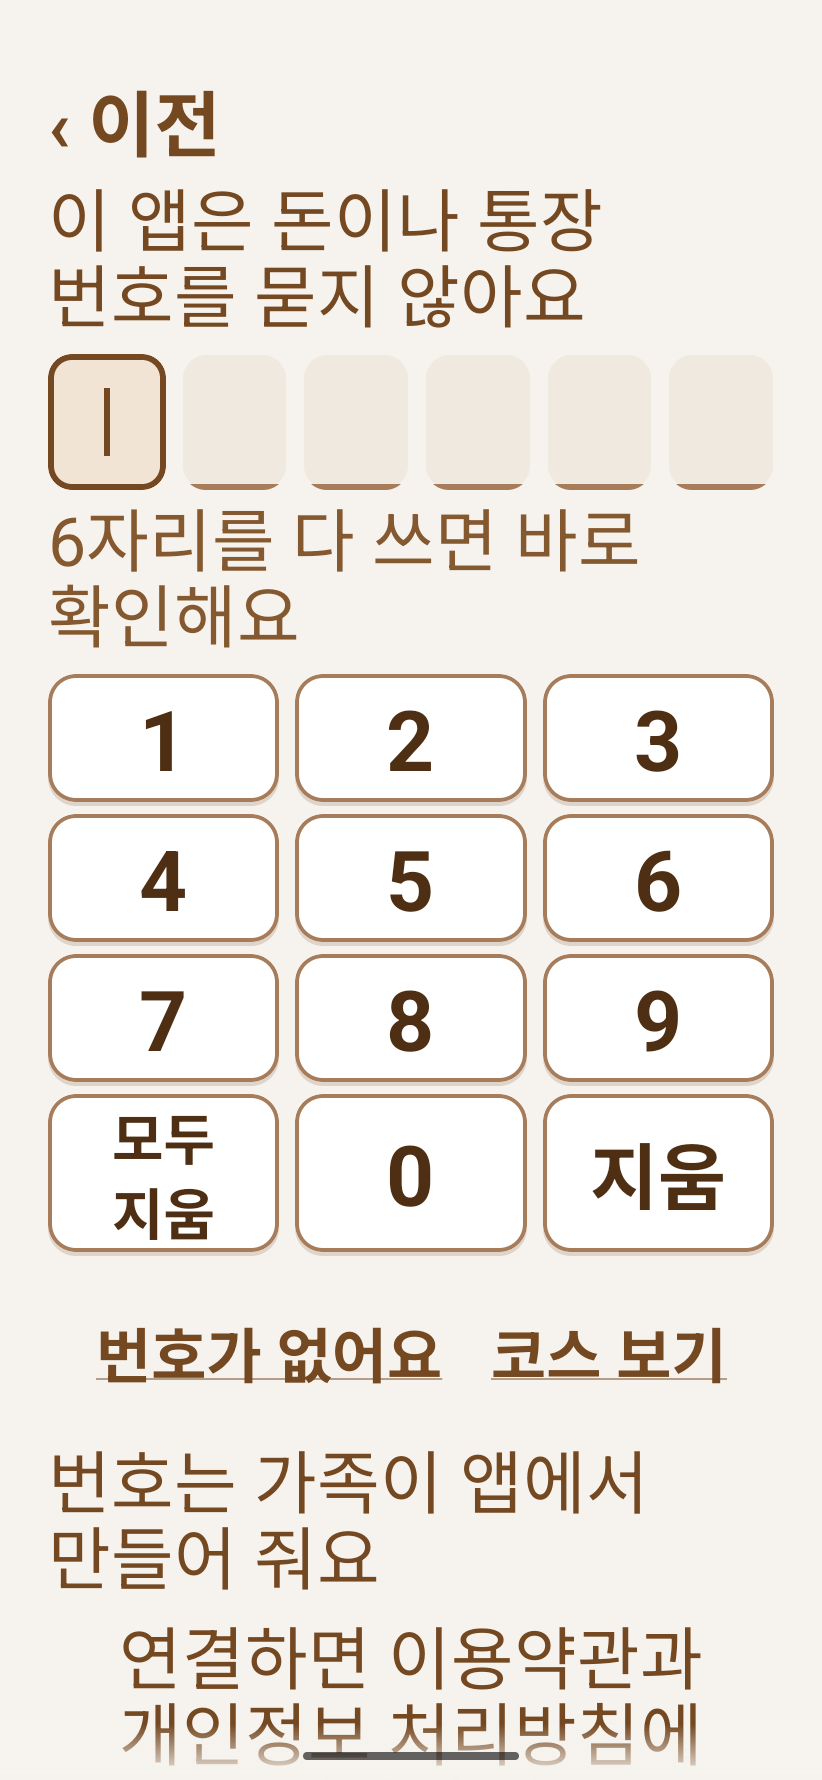 ‹ 이전
이 앱은 돈이나 통장
번호를 묻지 않아요
6자리를 다 쓰면 바로
확인해요
1 2 3
4 5 6
7 8 9
모두
지움 0 지움
번호가 없어요 코스 보기
번호는 가족이 앱에서
만들어 줘요
연결하면 이용약관과
개인정보 처리방침에